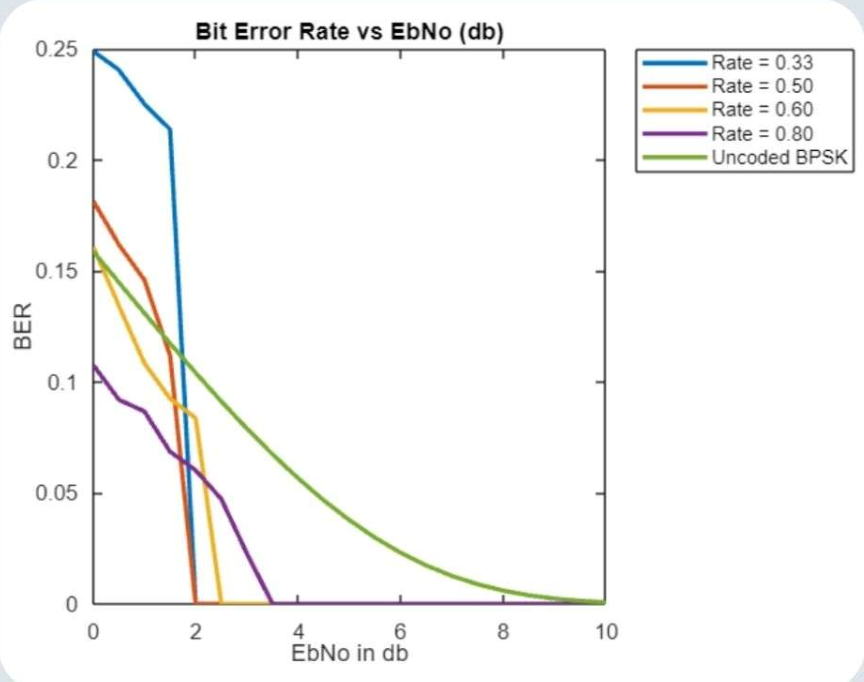 Bit Error Rate vs EbNo (db)
0.25
0.2
0.15
0.1
0.05
0
BER
0 2 4 6 8 10
EbNo in db
Rate = 0.33
Rate = 0.50
Rate = 0.60
Rate = 0.80
Uncoded BPSK